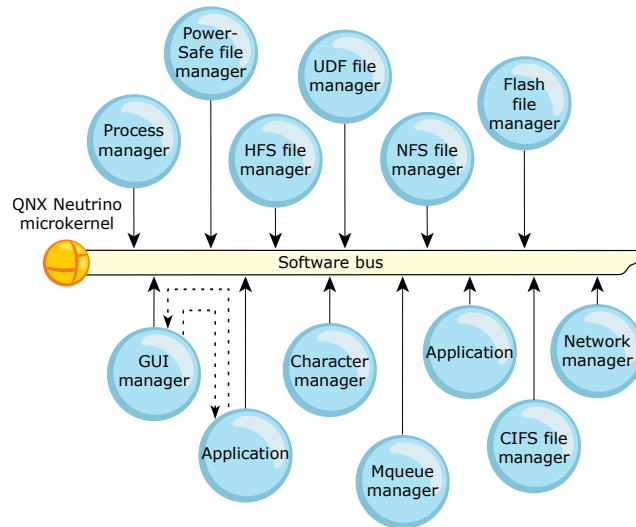 Power-
Safe file
manager
UDF file
manager
Flash
file
manager
Process
manager
HFS file
manager
NFS file
manager
QNX Neutrino
microkernel
Software bus
GUI
manager
Character
manager
Application
Network
manager
Application
Mqueue
manager
CIFS file
manager